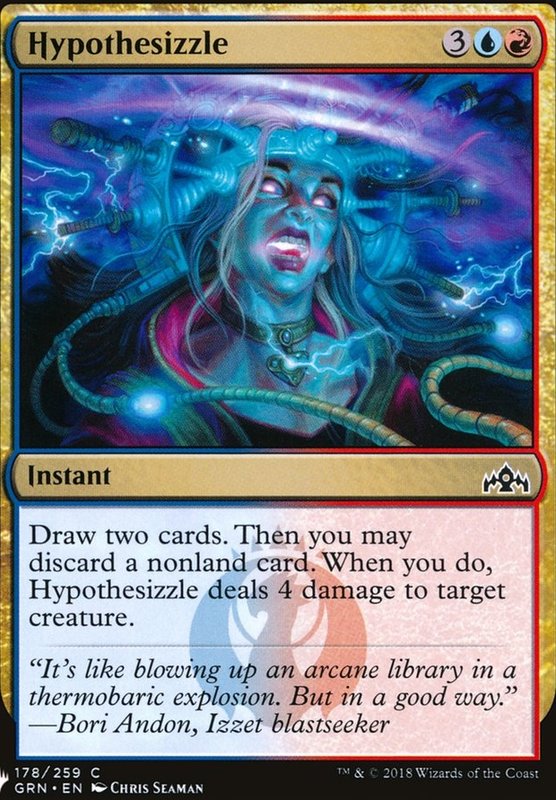 Hypothesizzle 3
Instant
Draw two cards. Then you may
discard a nonland card. When you do,
Hypothesizzle deals 4 damage to target
creature.
“It's like blowing up an arcane library in a
thermobaric explosion. But in a good way.”
—Bori Andon, Izzet blastseeker
178/259 C
GRN • EN Chris Seaman
™ & © 2018 Wizards of the Coast